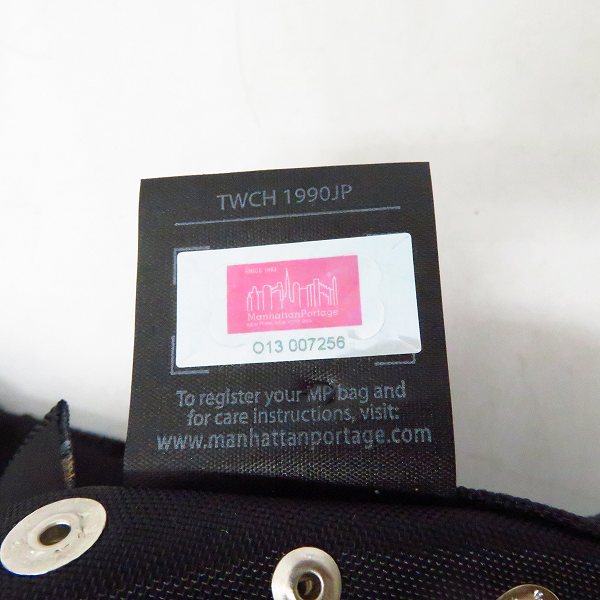 TWCH 1990JP
SINCE 1983
ManhattanPortage
O13 007256
To register your MP bag and
for care instructions, visit:
www.manhattanportage.com